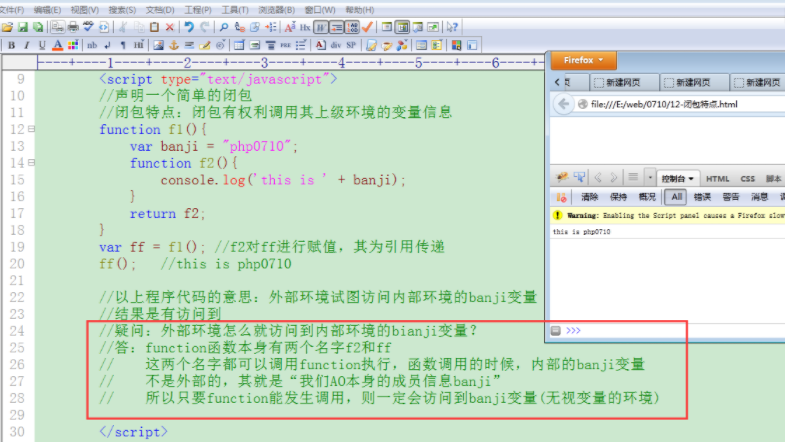 文件(F) 编辑(E) 视图(V) 搜索(S) 文档(D) 工程(P) 工具(T) 浏览器(B) 窗口(W) 帮助(H)
B I U A nb ¶ Hi PRE A div SP
1 2 3 4 5 6
9 <script type="text/javascript">
10 //声明一个简单的闭包
11 //闭包特点：闭包有权利调用其上级环境的变量信息
12 function f1(){
13 var banji = "php0710";
14 function f2(){
15 console.log('this is ' + banji);
16 }
17 return f2;
18 }
19 var ff = f1(); //f2对ff进行赋值，其为引用传递
20 ff(); //this is php0710
21
22 //以上程序代码的意思：外部环境试图访问内部环境的banji变量
23 //结果是有访问到
24 //疑问：外部环境怎么就访问到内部环境的bianji变量？
25 //答：function函数本身有两个名字f2和ff
26 // 这两个名字都可以调用function执行，函数调用的时候，内部的banji变量
27 // 不是外部的，其就是“我们AO本身的成员信息banji”
28 // 所以只要function能发生调用，则一定会访问到banji变量(无视变量的环境)
29
30 </script>
Firefox
页 新建网页 新建网页 新建网页
file:///E:/web/0710/12-闭包特点.html
控制台 HTML CSS 脚本
清除 保持 概况 All 错误 警告 消息
Warning: Enabling the Script panel causes a Firefox slow
this is php0710
>>>